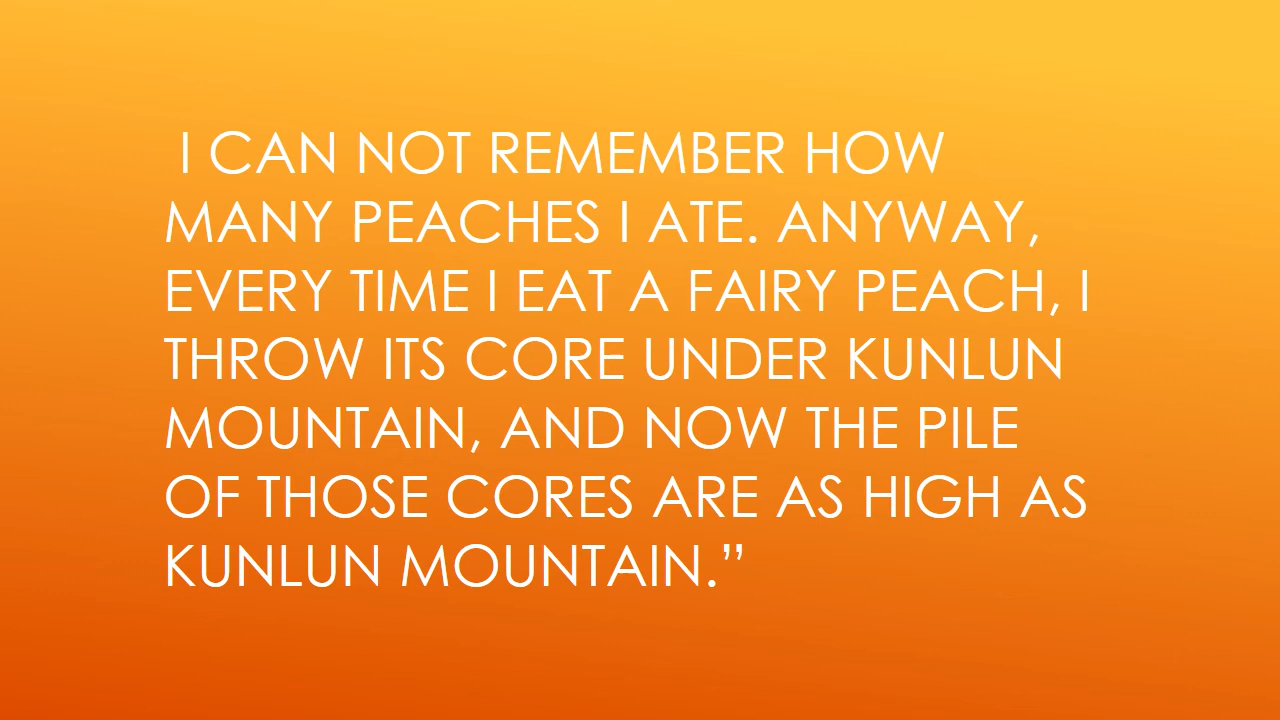 I CAN NOT REMEMBER HOW
MANY PEACHES I ATE. ANYWAY,
EVERY TIME I EAT A FAIRY PEACH, I
THROW ITS CORE UNDER KUNLUN
MOUNTAIN, AND NOW THE PILE
OF THOSE CORES ARE AS HIGH AS
KUNLUN MOUNTAIN.”